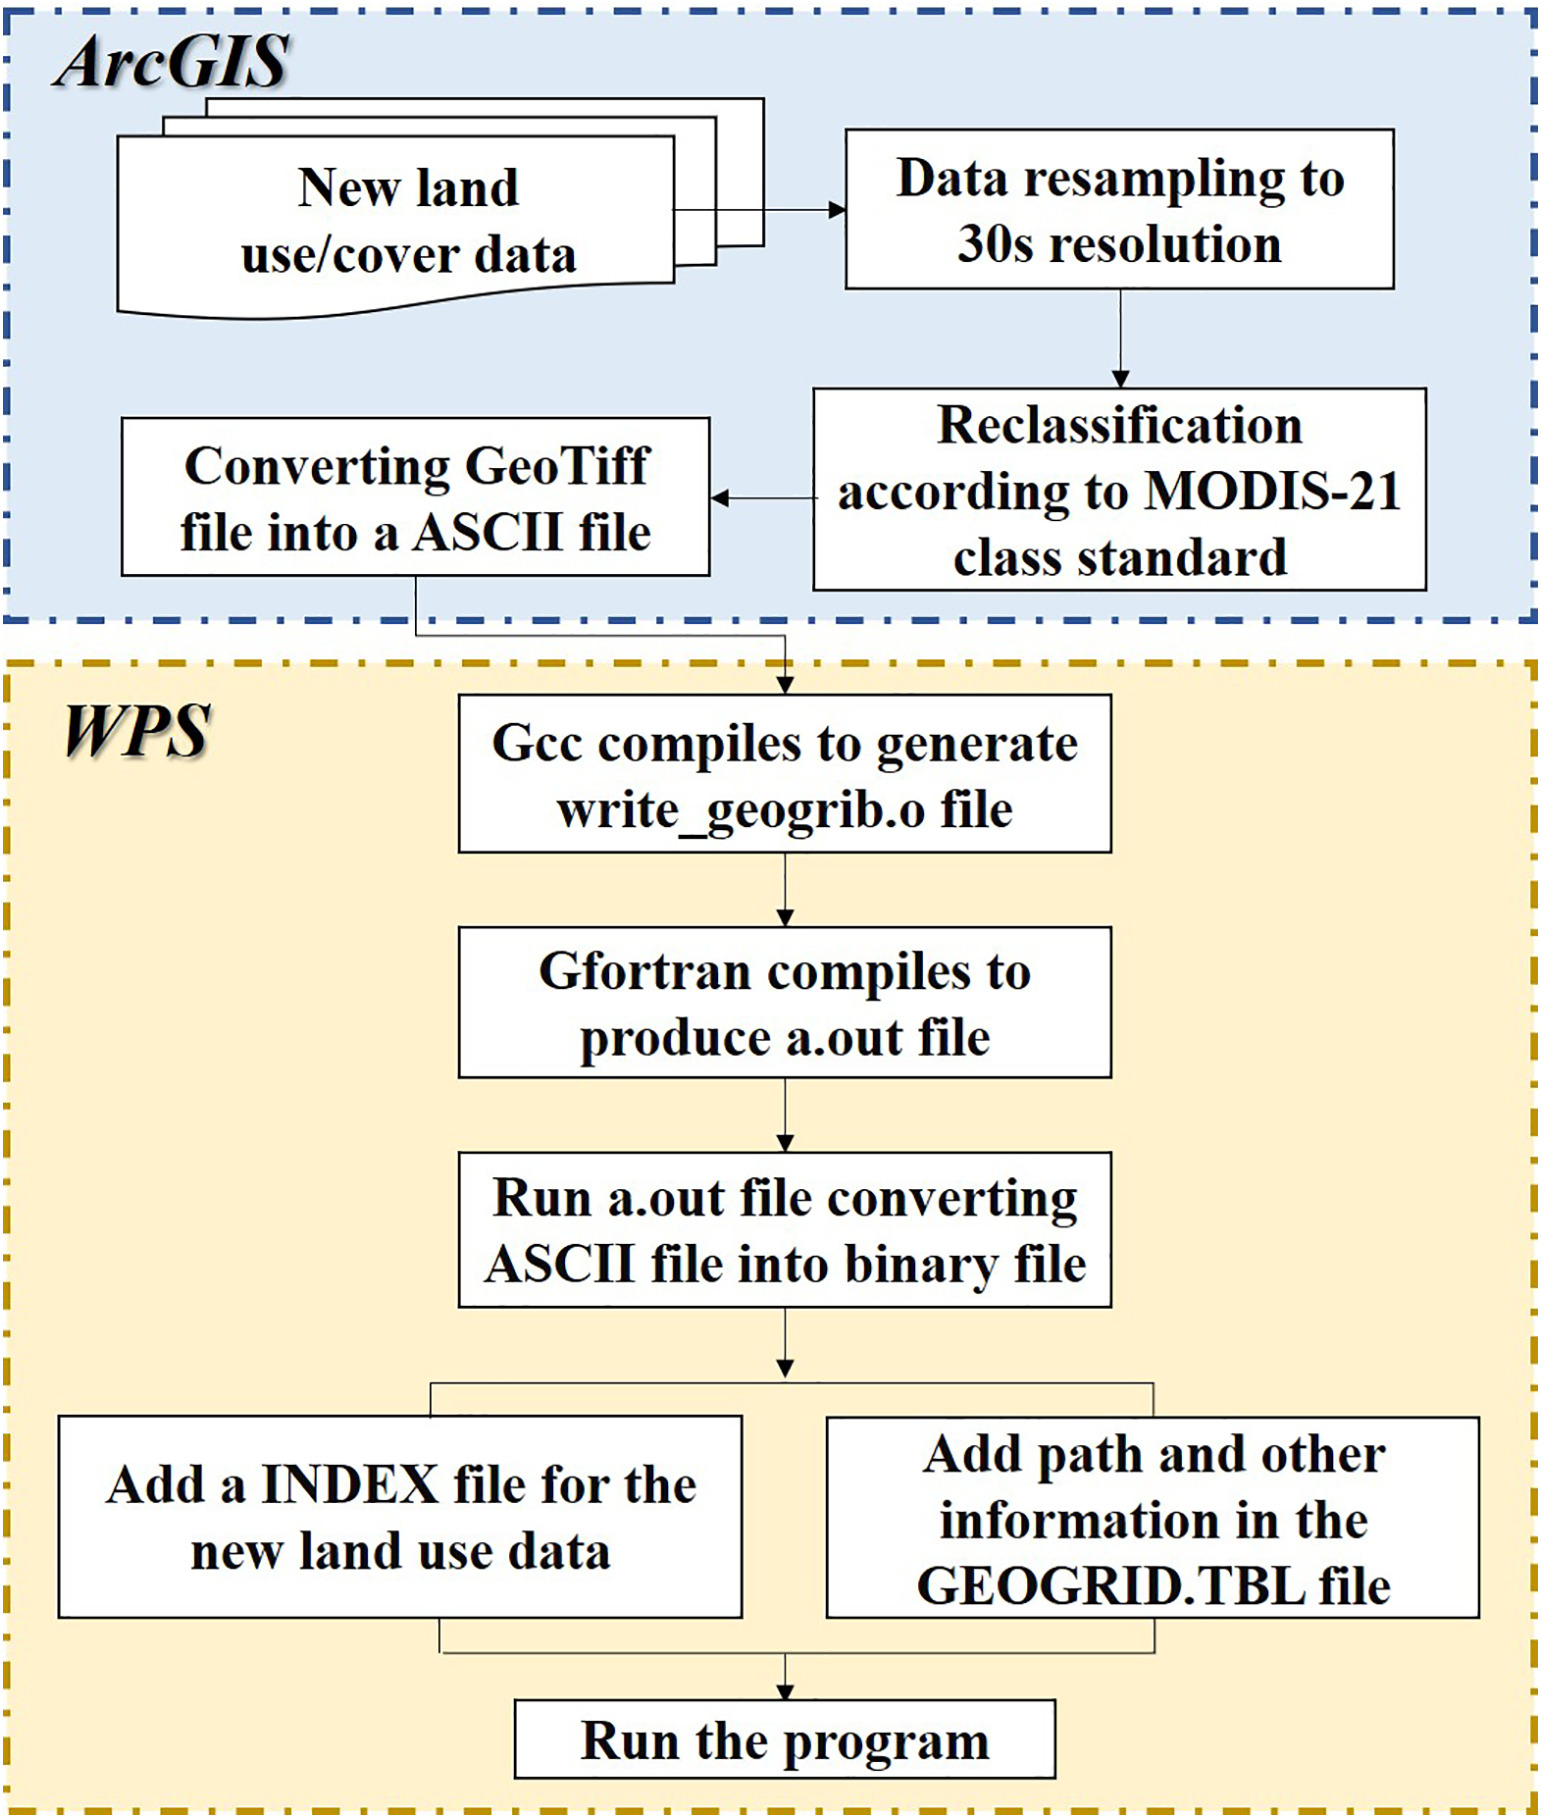 ArcGIS
New land
use/cover data
Data resampling to
30s resolution
Reclassification
according to MODIS-21
class standard
Converting GeoTiff
file into a ASCII file
WPS
Gcc compiles to generate
write_geogrib.o file
Gfortran compiles to
produce a.out file
Run a.out file converting
ASCII file into binary file
Add a INDEX file for the
new land use data
Add path and other
information in the
GEOGRID.TBL file
Run the program